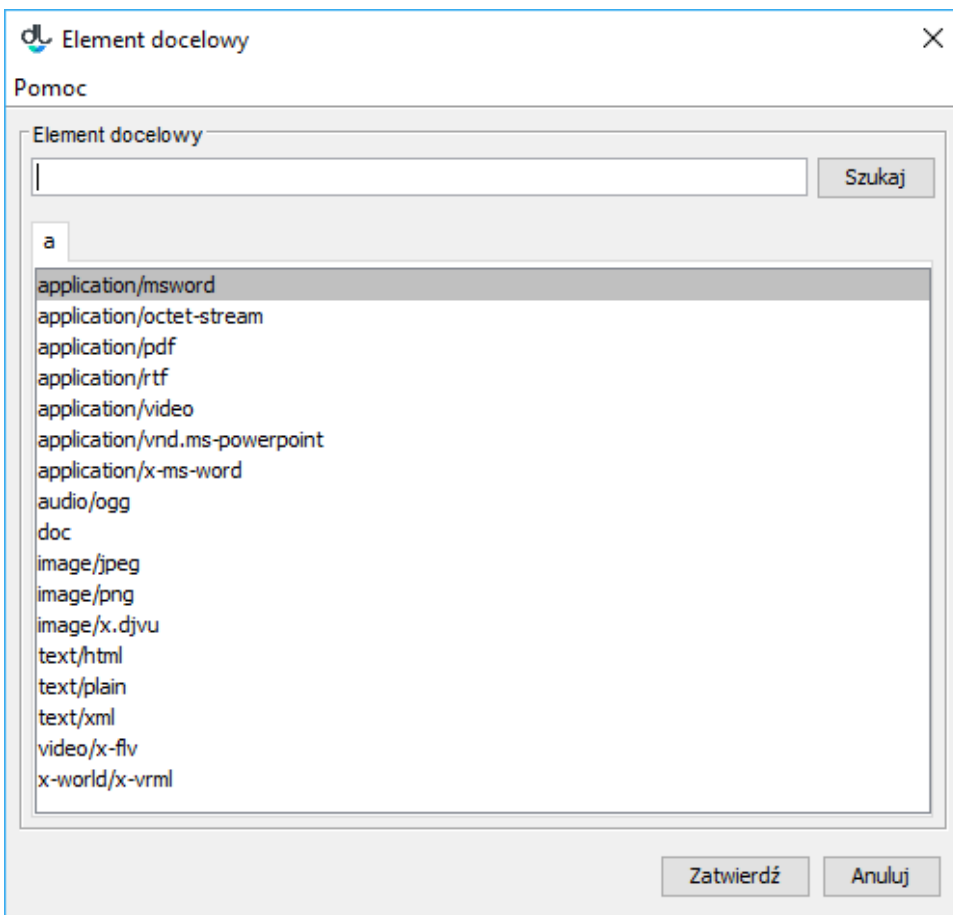 Element docelowy
Pomoc
Element docelowy
Szukaj
a
application/msword
application/octet-stream
application/pdf
application/rtf
application/video
application/vnd.ms-powerpoint
application/x-ms-word
audio/ogg
doc
image/jpeg
image/png
image/x.djvu
text/html
text/plain
text/xml
video/x-flv
x-world/x-vrml
Zatwierdź Anuluj